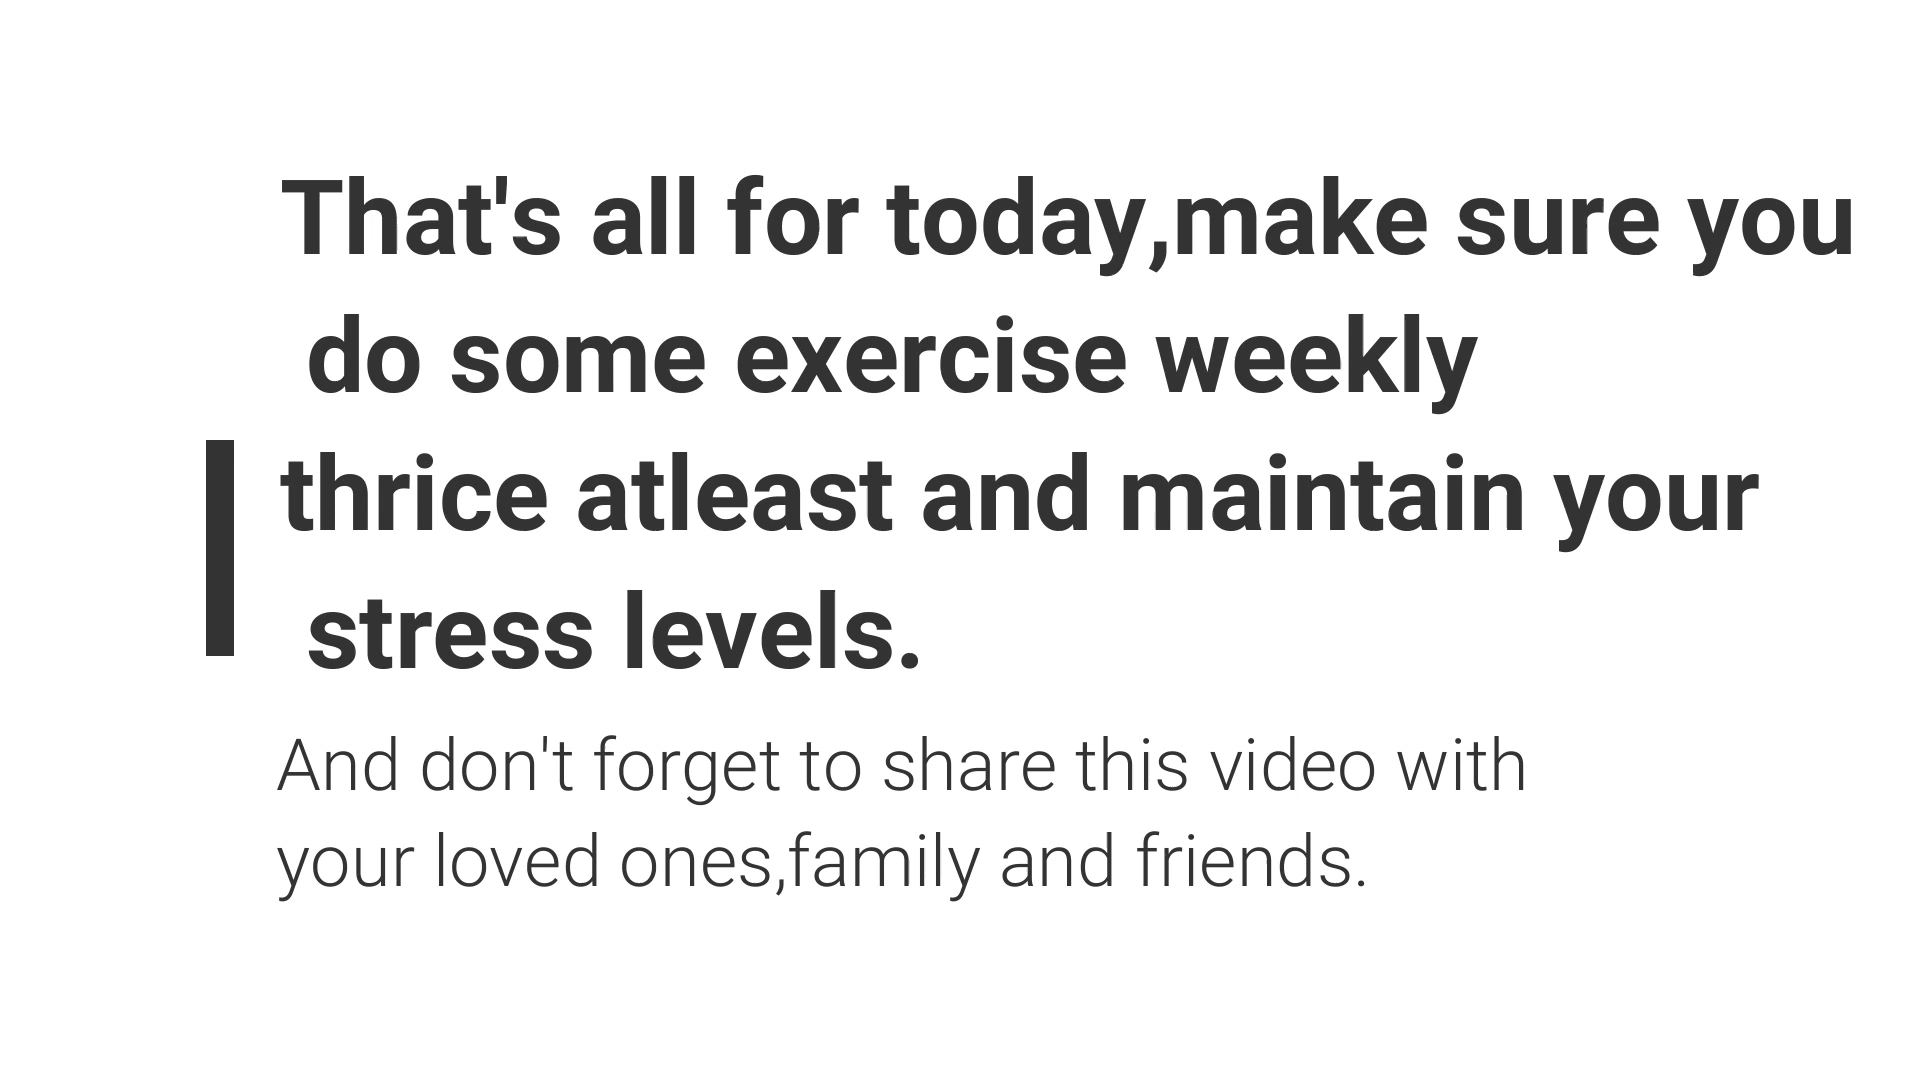 That's all for today,make sure you
do some exercise weekly
thrice atleast and maintain your
stress levels.
And don't forget to share this video with
your loved ones,family and friends.